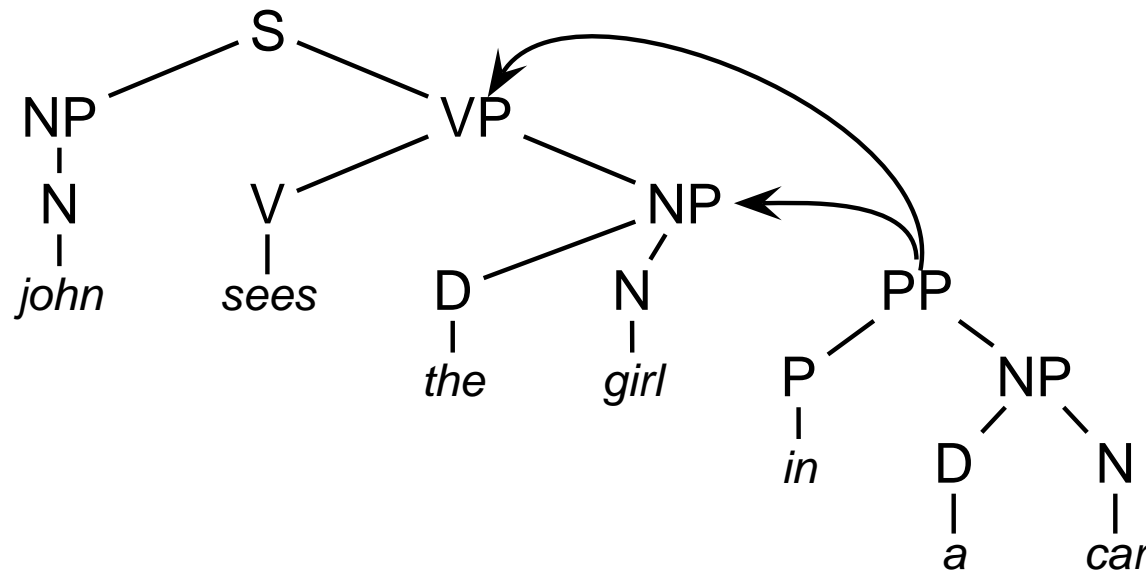 S
NP VP
N V NP
john sees D N PP
the girl P NP
in D N
a car